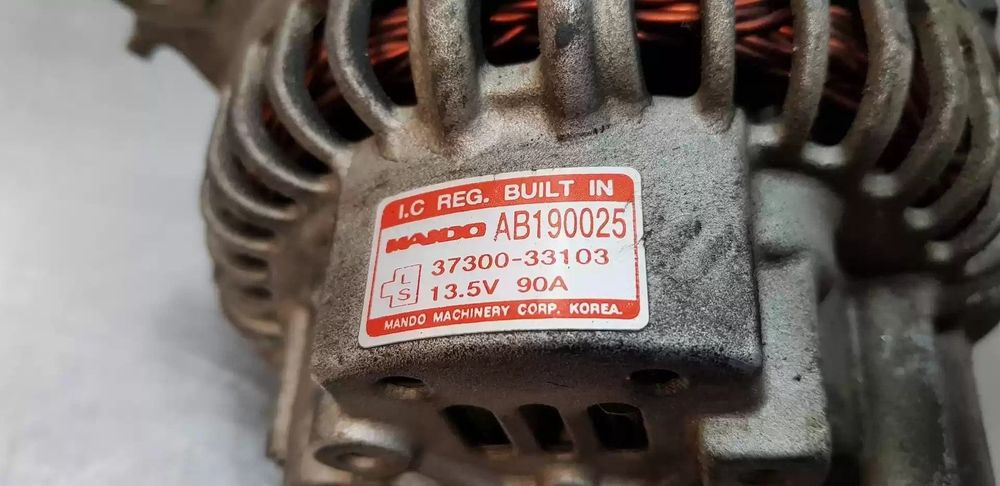 I.C REG. BUILT IN
MANDO AB190025
37300-33103
L
S
13.5V 90A
MANDO MACHINERY CORP. KOREA.